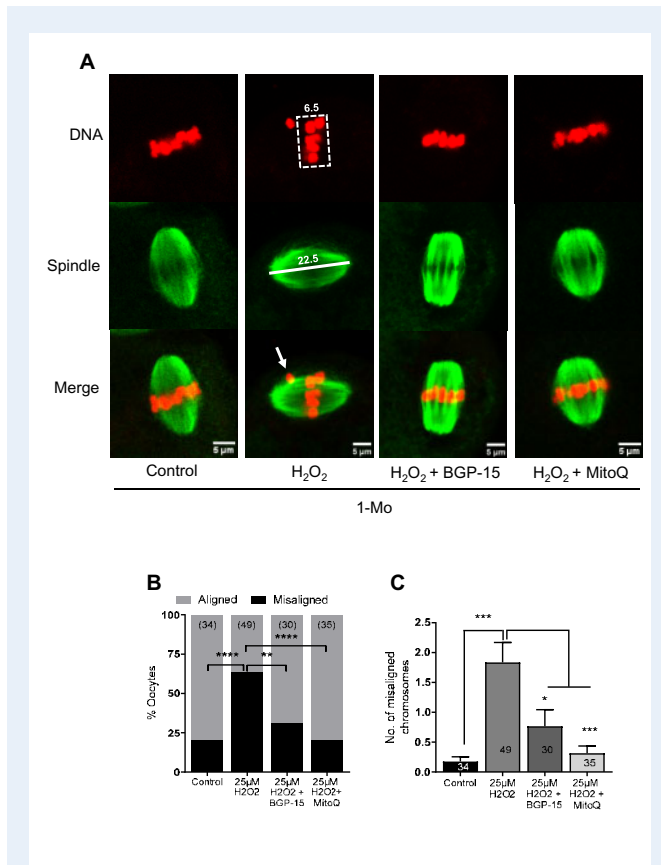 A
DNA
6.5
Spindle
22.5
Merge
5 µm
5 µm
5 µm
5 µm
Control
H2O2
H2O2 + BGP-15
H2O2 + MitoQ
1-Mo
B
Aligned
Misaligned
100
75
50
25
0
% Oocytes
(34)
(49)
(30)
(35)
****
****
**
Control
25µM
H2O2
25µM
H2O2 +
BGP-15
25µM
H2O2+
MitoQ
C
2.5
2.0
1.5
1.0
0.5
0.0
No. of misaligned
chromosomes
***
*
***
34
49
30
35
Control
25µM
H2O2
25µM
H2O2 +
BGP-15
25µM
H2O2 +
MitoQ